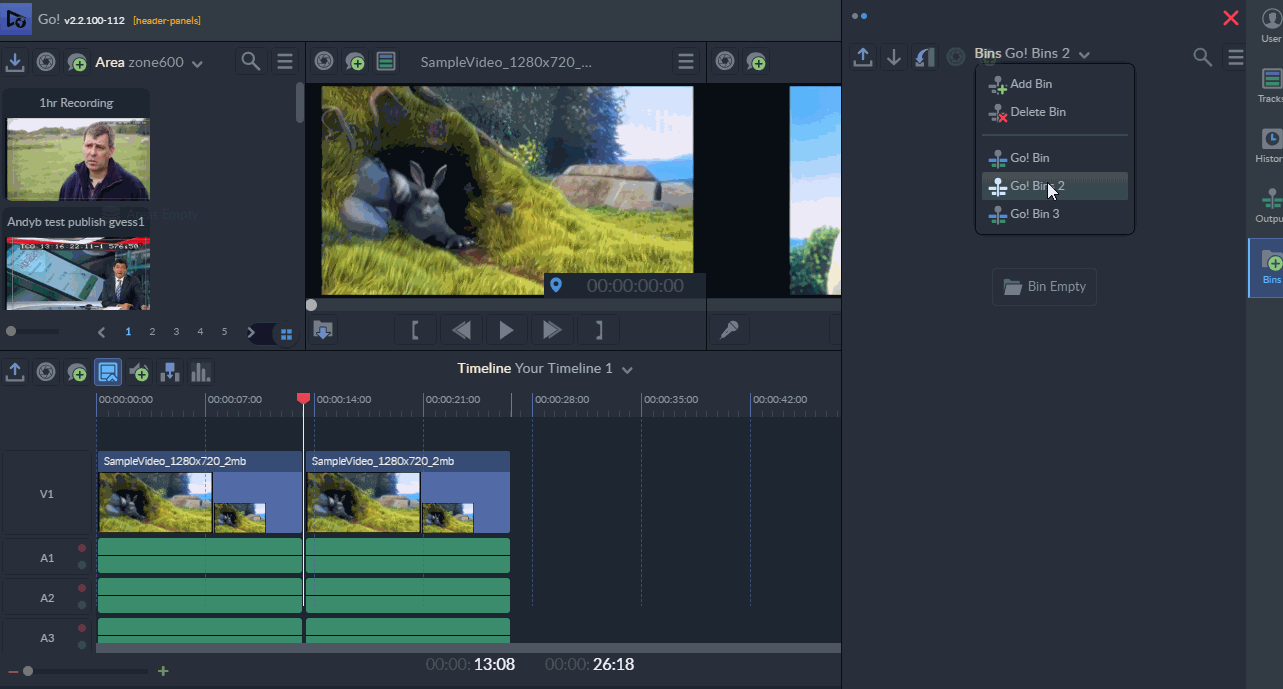 Go! v2.2.100-112 [header-panels]
Area zone600
1hr Recording
Andyb test publish gvess1
1 2 3 4 5
SampleVideo_1280x720_...
00:00:00:00
Bins Go! Bins 2
Add Bin
Delete Bin
Go! Bin
Go! Bins 2
Go! Bin 3
Bin Empty
User
Tracks
Histor
Outpu
Bins
Timeline Your Timeline 1
00:00:00:00 00:00:07:00 00:00:14:00 00:00:21:00 00:00:28:00 00:00:35:00 00:00:42:00
SampleVideo_1280x720_2mb SampleVideo_1280x720_2mb
V1
A1
A2
A3
00:00:13:08 00:00:26:18